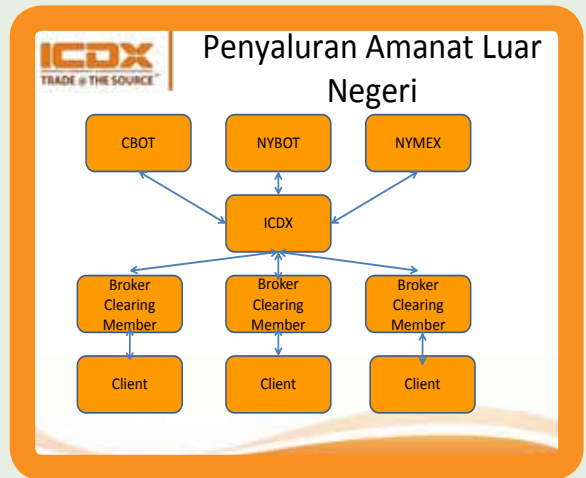 ICDX
TRADE @ THE SOURCE™
Penyaluran Amanat Luar
Negeri
CBOT
NYBOT
NYMEX
ICDX
Broker
Clearing
Member
Broker
Clearing
Member
Broker
Clearing
Member
Client
Client
Client